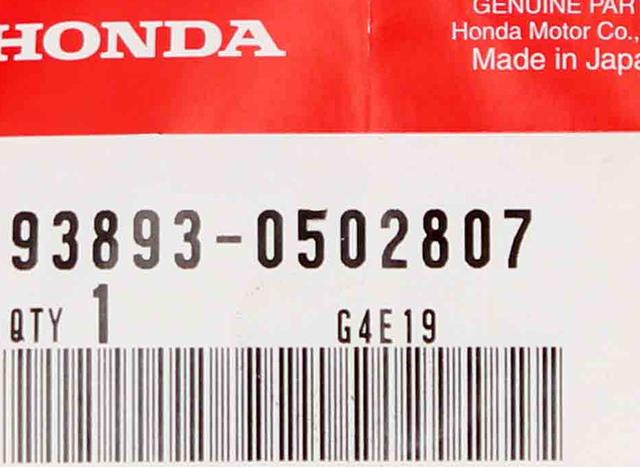 HONDA
GENUINE PAR
Honda Motor Co.,
Made in Japa
93893-0502807
QTY 1
G4E19